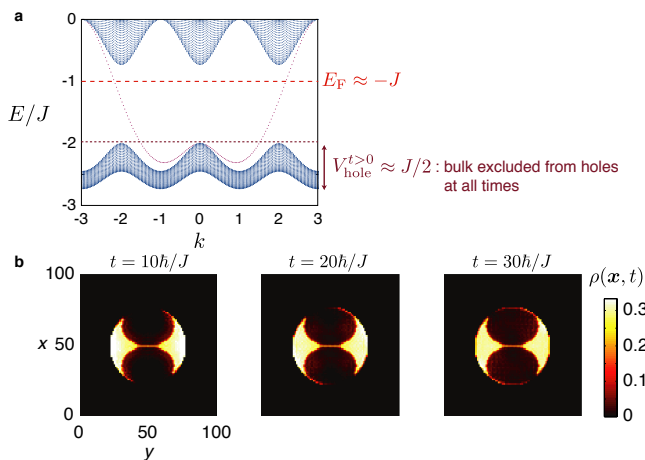 a
0
-1
-2
-3
E/J
-3 -2 -1 0 1 2 3
k
E_F ≈ -J
V_hole^{t>0} ≈ J/2 : bulk excluded from holes
at all times
b
t = 10ħ/J t = 20ħ/J t = 30ħ/J
ρ(x, t)
100
x 50
0
0 50 100
y
0.3
0.2
0.1
0